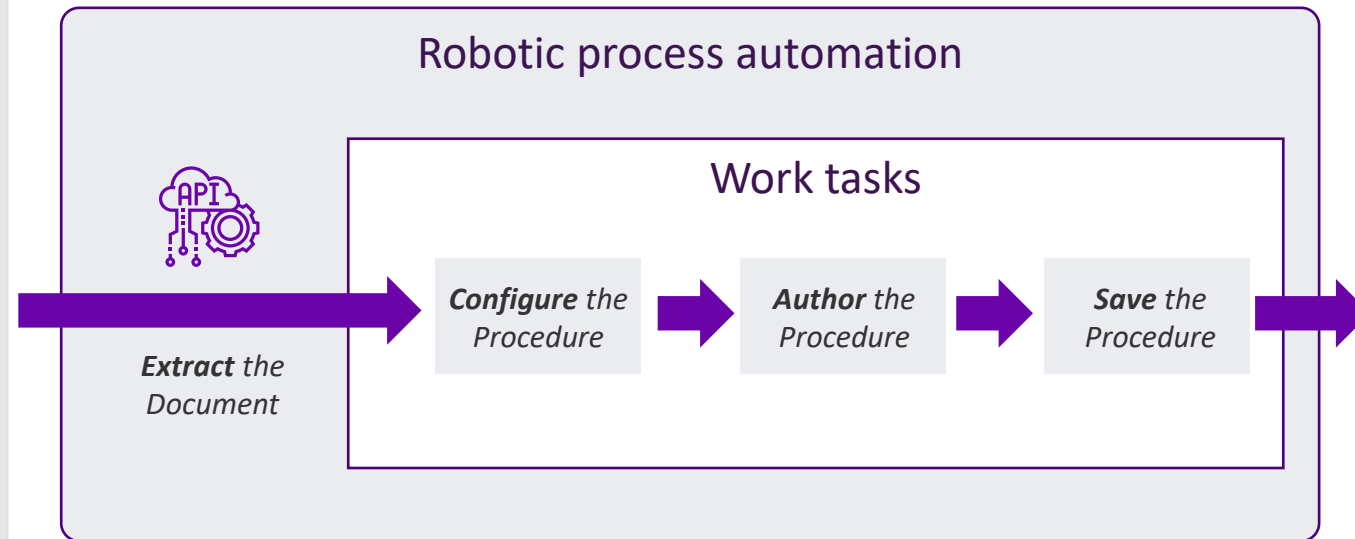 Robotic process automation
Work tasks
API
Configure the
Procedure
Author the
Procedure
Save the
Procedure
Extract the
Document